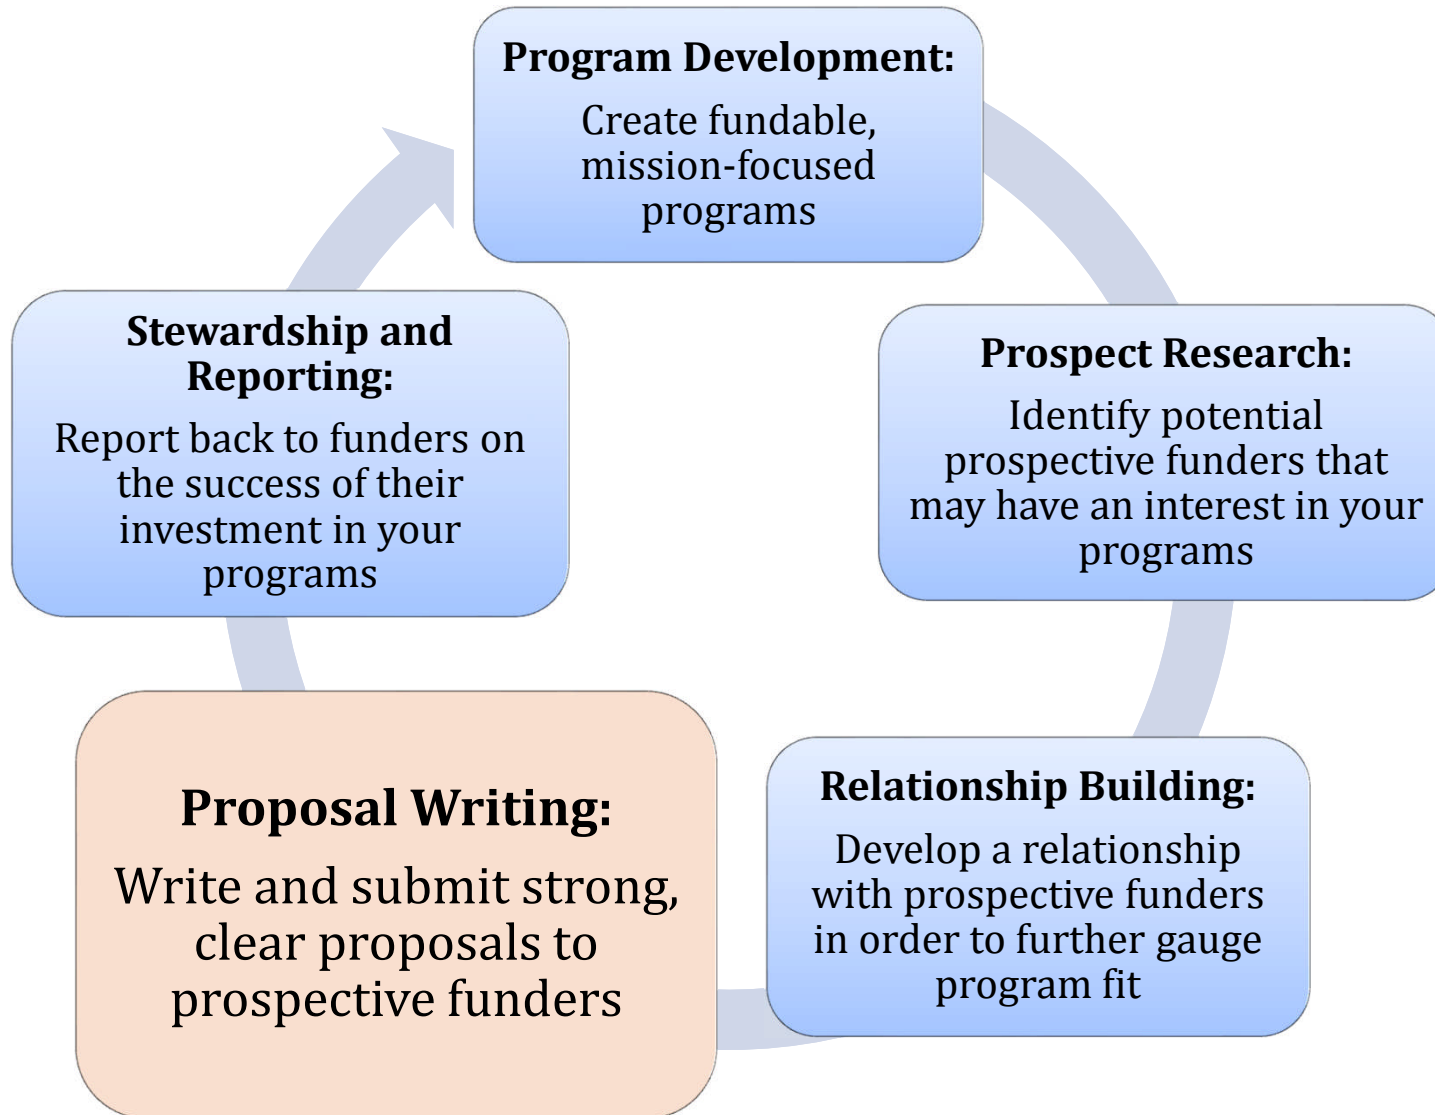 Program Development:
Create fundable,
mission-focused
programs
Prospect Research:
Identify potential
prospective funders that
may have an interest in your
programs
Relationship Building:
Develop a relationship
with prospective funders
in order to further gauge
program fit
Proposal Writing:
Write and submit strong,
clear proposals to
prospective funders
Stewardship and
Reporting:
Report back to funders on
the success of their
investment in your
programs